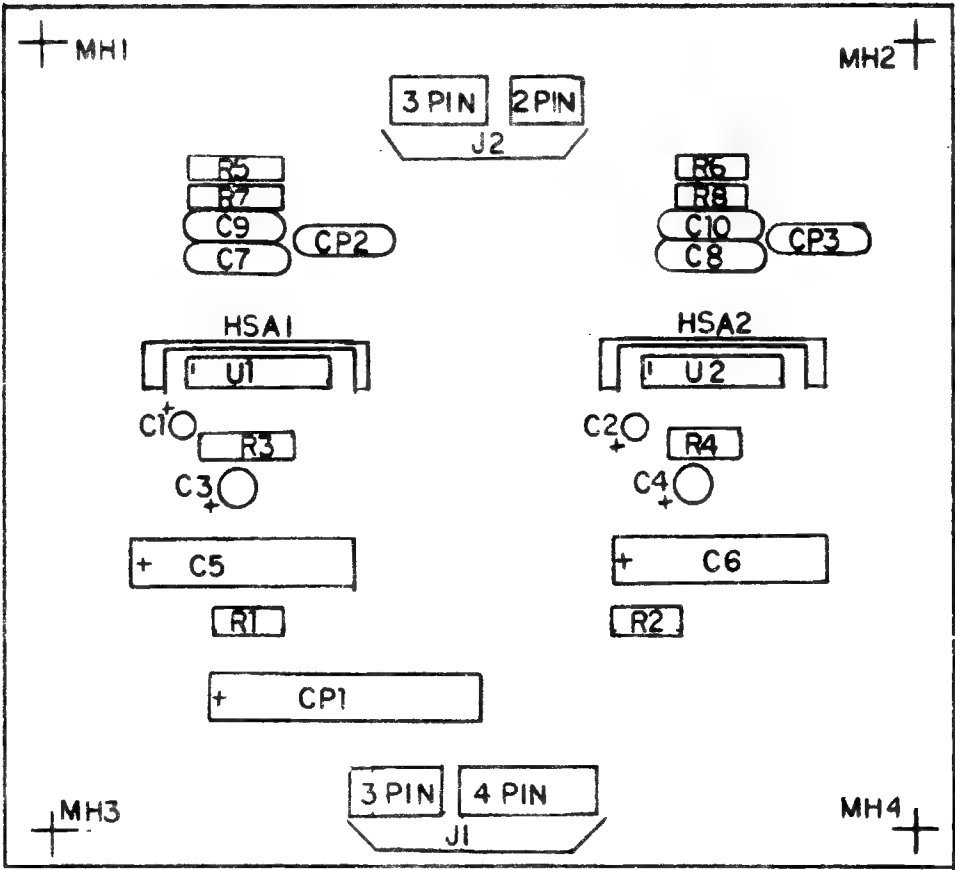 MH1
MH2
3 PIN 2 PIN
J2
R5
R6
R7
R8
C9
C10
CP2
CP3
C7
C8
HSA1
HSA2
U1
U2
C1+
C2+
R3
R4
C3+
C4+
+ C5
+ C6
R1
R2
+ CP1
3 PIN 4 PIN
MH3
MH4
J1